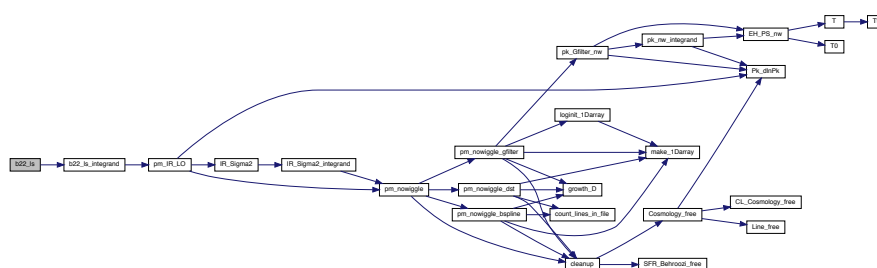 b22_ls
b22_ls_integrand
pm_IR_LO
IR_Sigma2
IR_Sigma2_integrand
pm_nowiggle
pm_nowiggle_gfilter
pm_nowiggle_dst
pm_nowiggle_bspline
pk_Gfilter_nw
loginit_1Darray
growth_D
count_lines_in_file
cleanup
pk_nw_integrand
make_1Darray
Cosmology_free
SFR_Behroozi_free
EH_PS_nw
Pk_dlnPk
CL_Cosmology_free
Line_free
T
T0